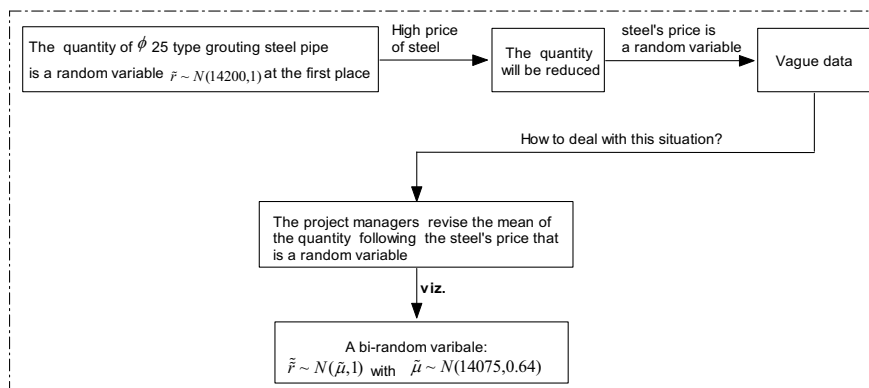 The quantity of ϕ 25 type grouting steel pipe
is a random variable r̃ ~ N(14200,1) at the first place
High price
of steel
The quantity
will be reduced
steel's price is
a random variable
Vague data
How to deal with this situation?
The project managers revise the mean of
the quantity following the steel's price that
is a random variable
viz.
A bi-random varibale:
r̃̃ ~ N(μ̃,1) with μ̃ ~ N(14075,0.64)